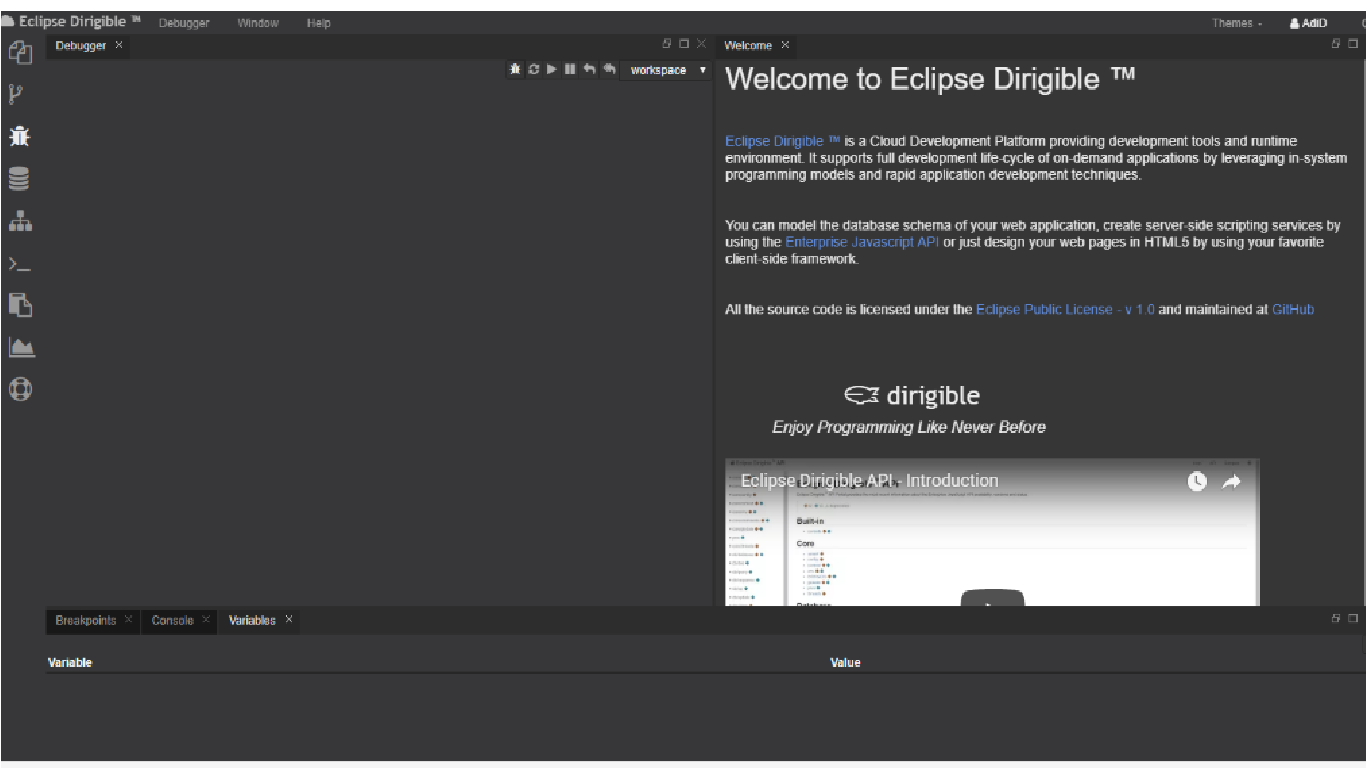 Eclipse Dirigible ™ Debugger Window Help Themes AdiD
Debugger
workspace
Welcome
Welcome to Eclipse Dirigible ™
Eclipse Dirigible ™ is a Cloud Development Platform providing development tools and runtime
environment. It supports full development life-cycle of on-demand applications by leveraging in-system
programming models and rapid application development techniques.
You can model the database schema of your web application, create server-side scripting services by
using the Enterprise Javascript API or just design your web pages in HTML5 by using your favorite
client-side framework.
All the source code is licensed under the Eclipse Public License - v 1.0 and maintained at GitHub
dirigible
Enjoy Programming Like Never Before
Eclipse Dirigible API - Introduction
Built-in
Core
Database
Breakpoints Console Variables
Variable Value